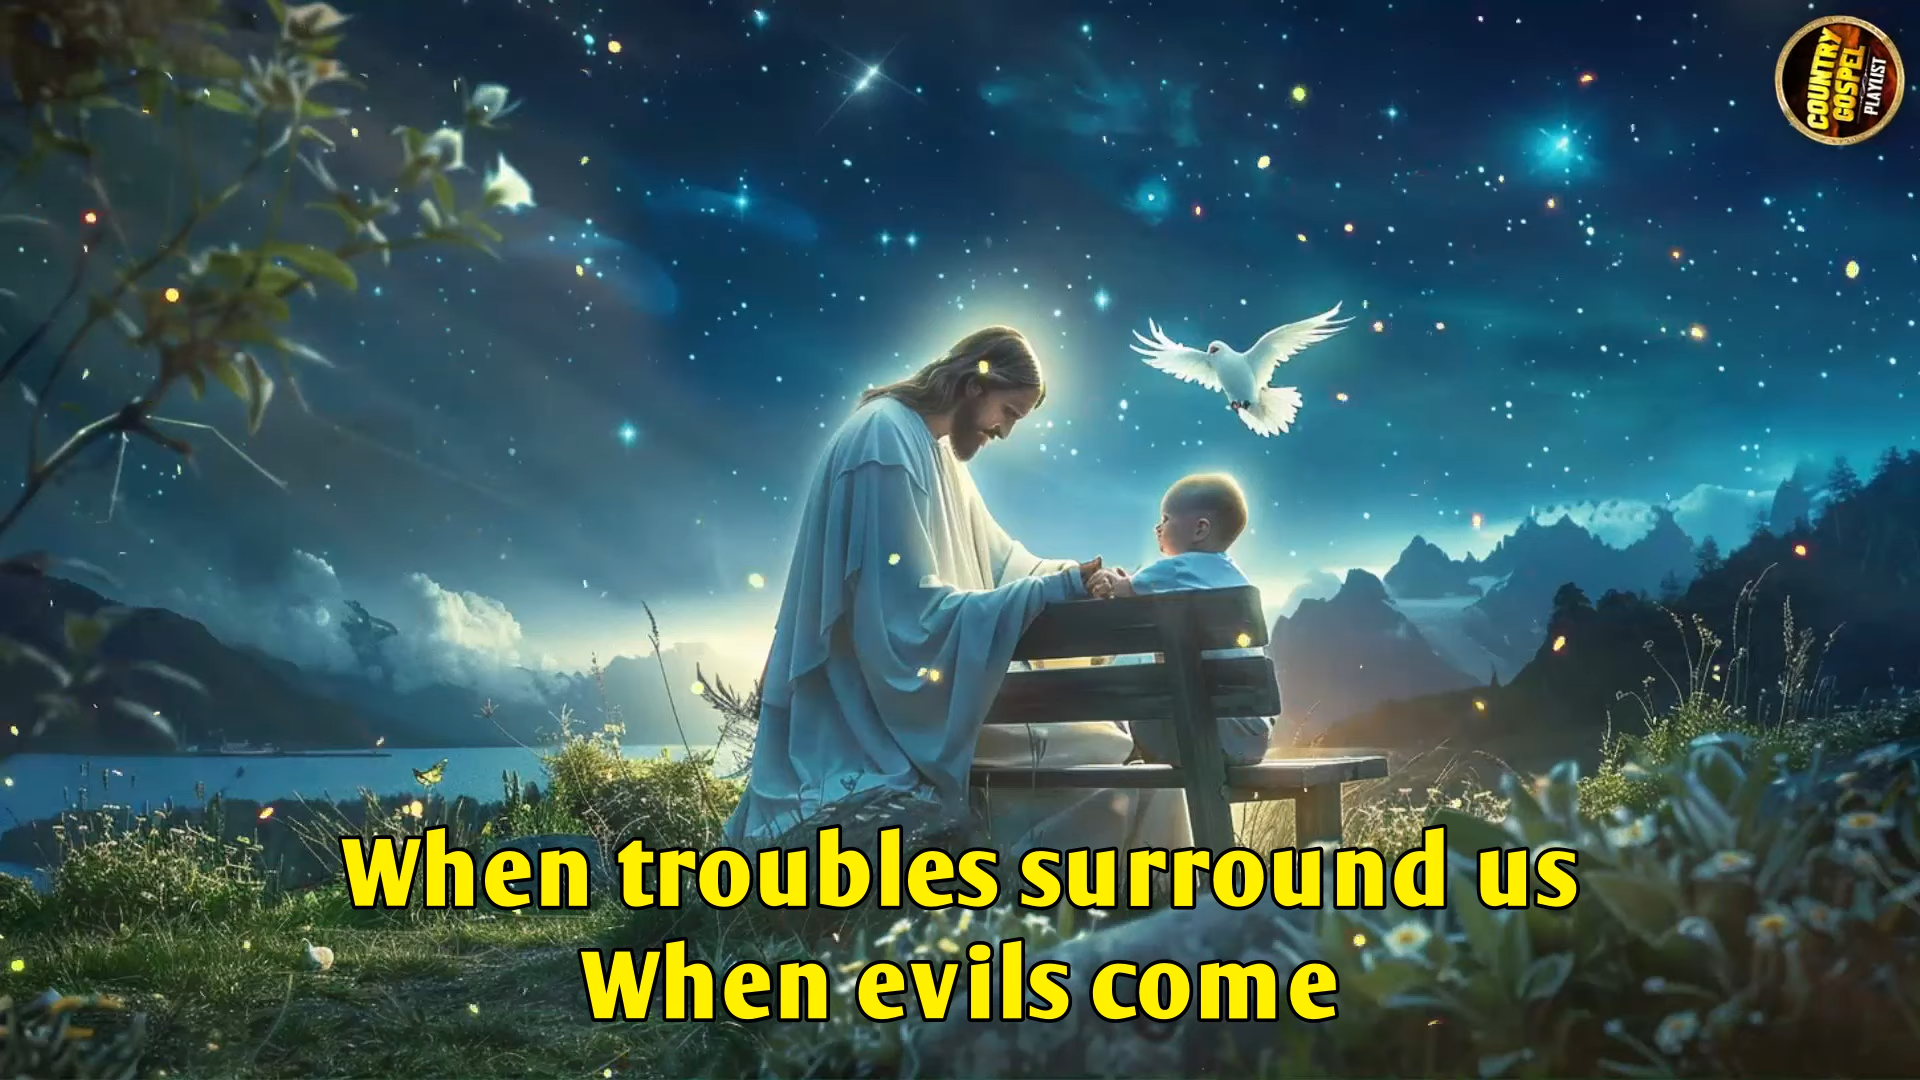 COUNTRY
GOSPEL
PLAYLIST
When troubles surround us
When evils come